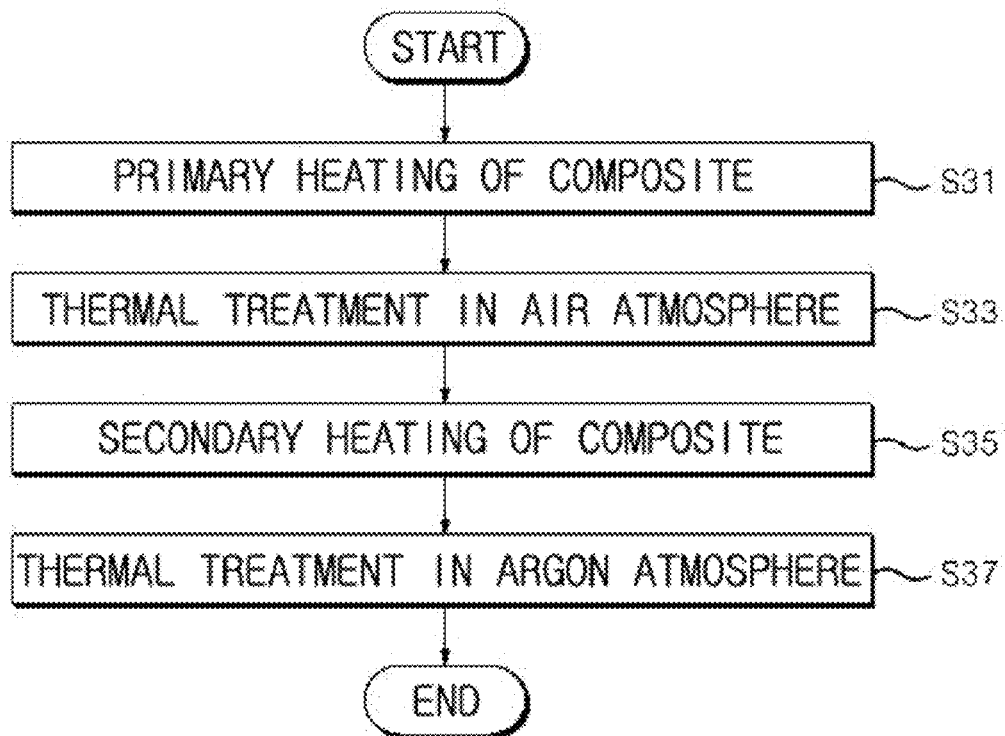 START
PRIMARY HEATING OF COMPOSITE
S31
THERMAL TREATMENT IN AIR ATMOSPHERE
S33
SECONDARY HEATING OF COMPOSITE
S35
THERMAL TREATMENT IN ARGON ATMOSPHERE
S37
END